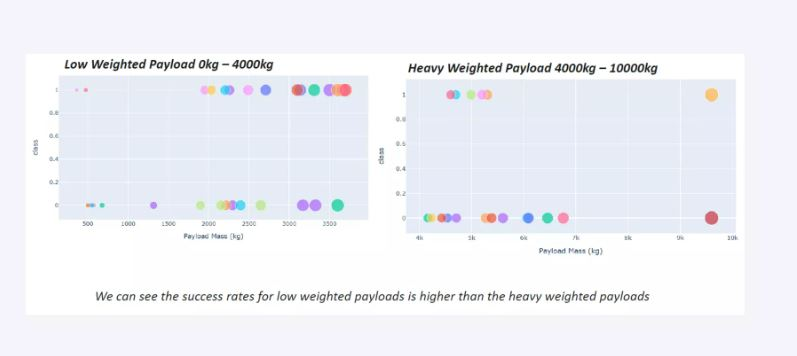 Low Weighted Payload 0kg – 4000kg
Heavy Weighted Payload 4000kg – 10000kg
1
0.8
0.6
0.4
0.2
0
class
500
1000
1500
2000
2500
3000
3500
Payload Mass (kg)
1
0.8
0.6
0.4
0.2
0
class
4k
5k
6k
7k
8k
9k
10k
Payload Mass (kg)
We can see the success rates for low weighted payloads is higher than the heavy weighted payloads